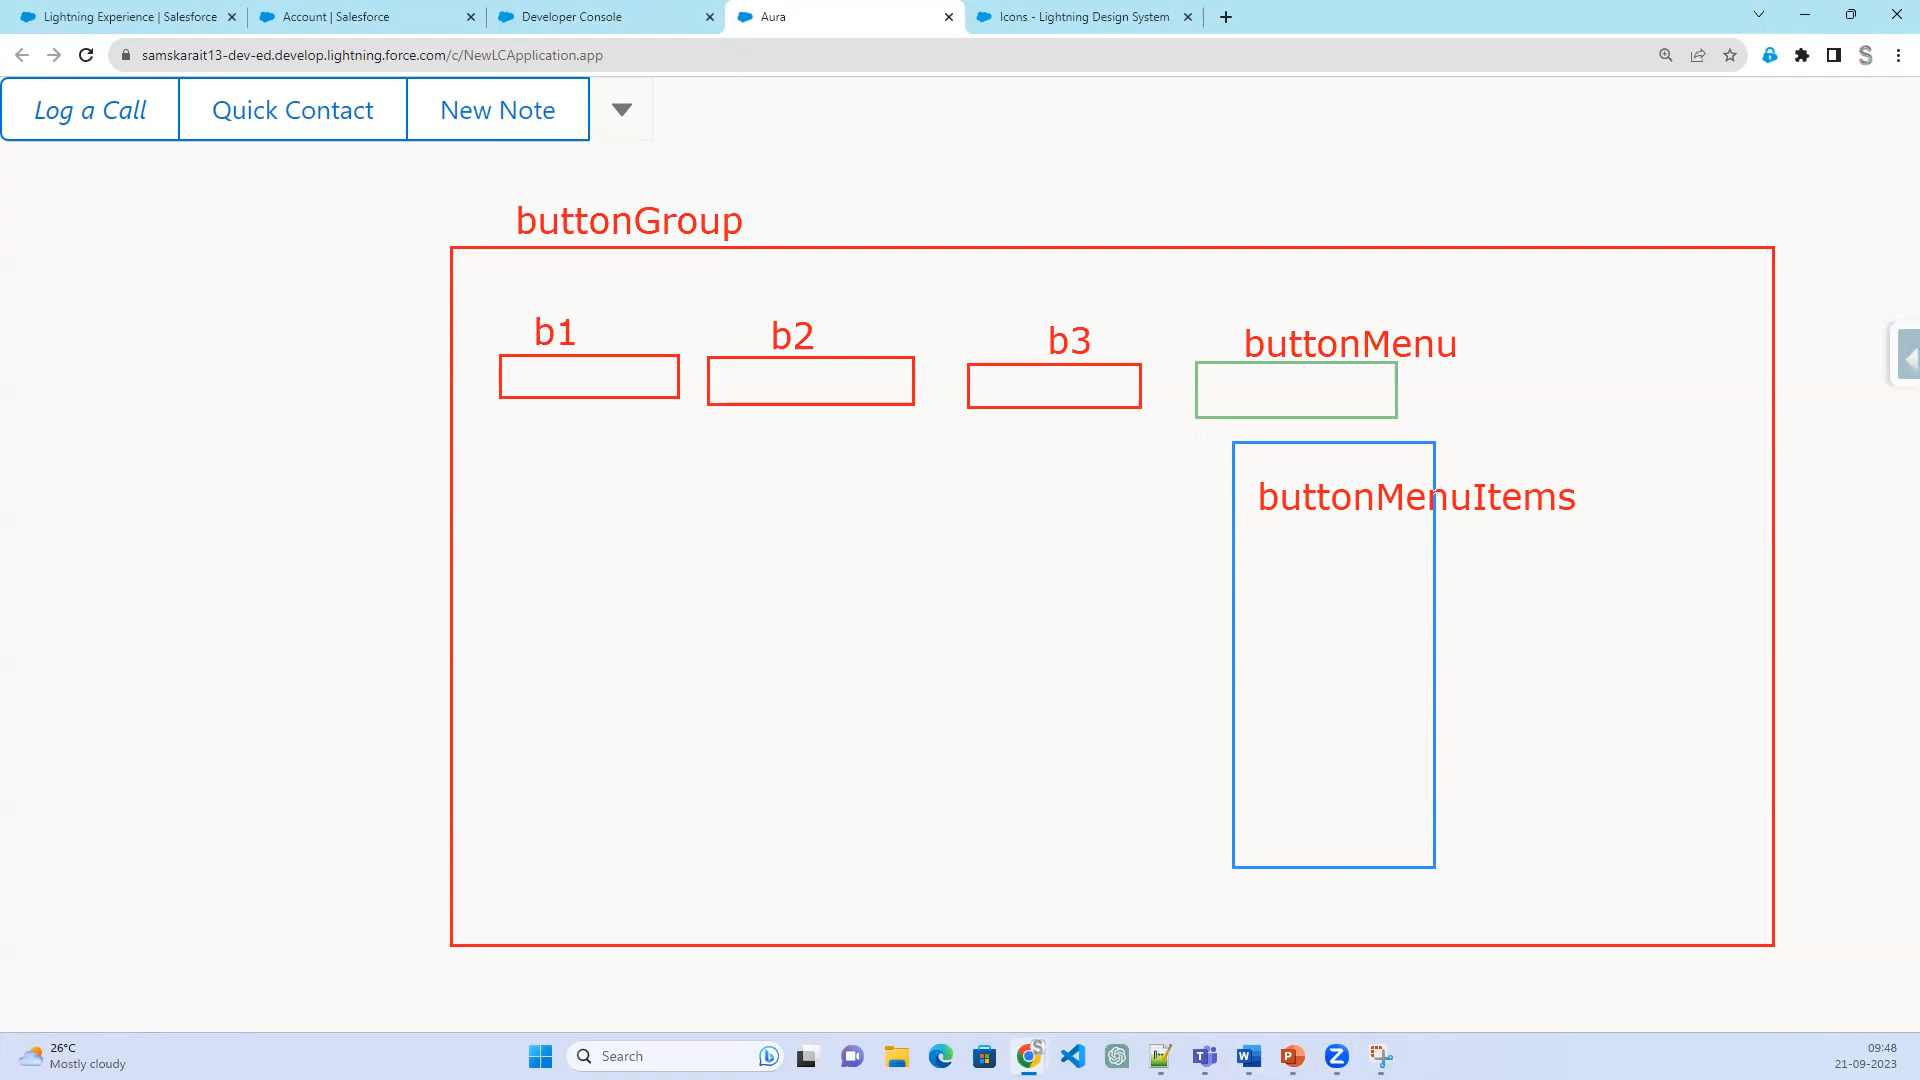 Lightning Experience | Salesforce
Account | Salesforce
Developer Console
Aura
Icons - Lightning Design System
samskarait13-dev-ed.develop.lightning.force.com/c/NewLCApplication.app
Log a Call
Quick Contact
New Note
buttonGroup
b1
b2
b3
buttonMenu
buttonMenuItems
26°C
Mostly cloudy
Search
09:48
21-09-2023